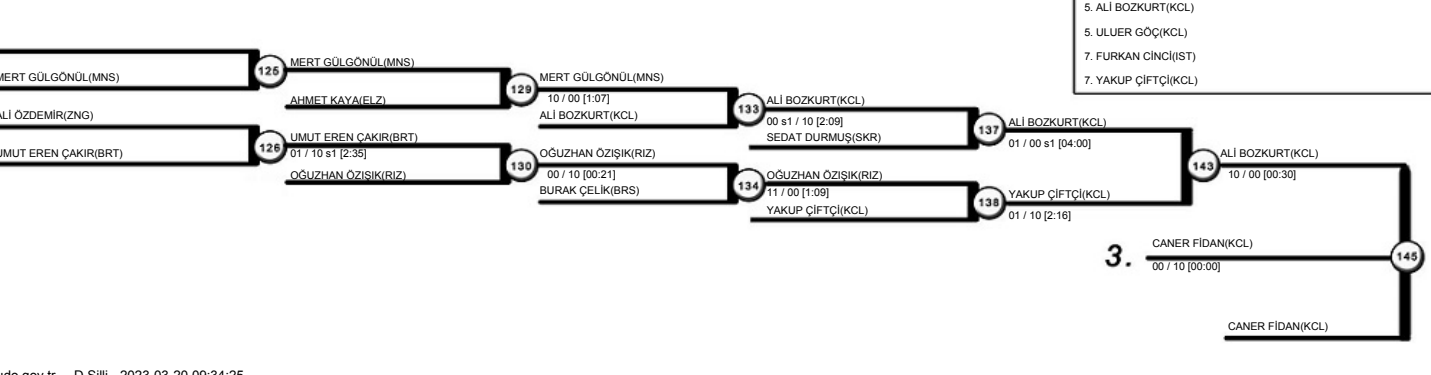 5. ALİ BOZKURT(KCL)
5. ULUER GÖÇ(KCL)
7. FURKAN CİNCİ(IST)
7. YAKUP ÇİFTÇİ(KCL)
MERT GÜLGÖNÜL(MNS)
ALİ ÖZDEMİR(ZNG)
UMUT EREN ÇAKIR(BRT)
125
MERT GÜLGÖNÜL(MNS)
AHMET KAYA(ELZ)
126
UMUT EREN ÇAKIR(BRT)
01 / 10 s1 [2:35]
OĞUZHAN ÖZIŞIK(RIZ)
129
MERT GÜLGÖNÜL(MNS)
10 / 00 [1:07]
ALİ BOZKURT(KCL)
130
OĞUZHAN ÖZIŞIK(RIZ)
00 / 10 [00:21]
BURAK ÇELİK(BRS)
133
ALİ BOZKURT(KCL)
00 s1 / 10 [2:09]
SEDAT DURMUŞ(SKR)
134
OĞUZHAN ÖZIŞIK(RIZ)
11 / 00 [1:09]
YAKUP ÇİFTÇİ(KCL)
137
ALİ BOZKURT(KCL)
01 / 00 s1 [04:00]
138
YAKUP ÇİFTÇİ(KCL)
01 / 10 [2:16]
143
ALİ BOZKURT(KCL)
10 / 00 [00:30]
3.
CANER FİDAN(KCL)
00 / 10 [00:00]
145
CANER FİDAN(KCL)
D.Silli - 2023-03-20 09:34:25